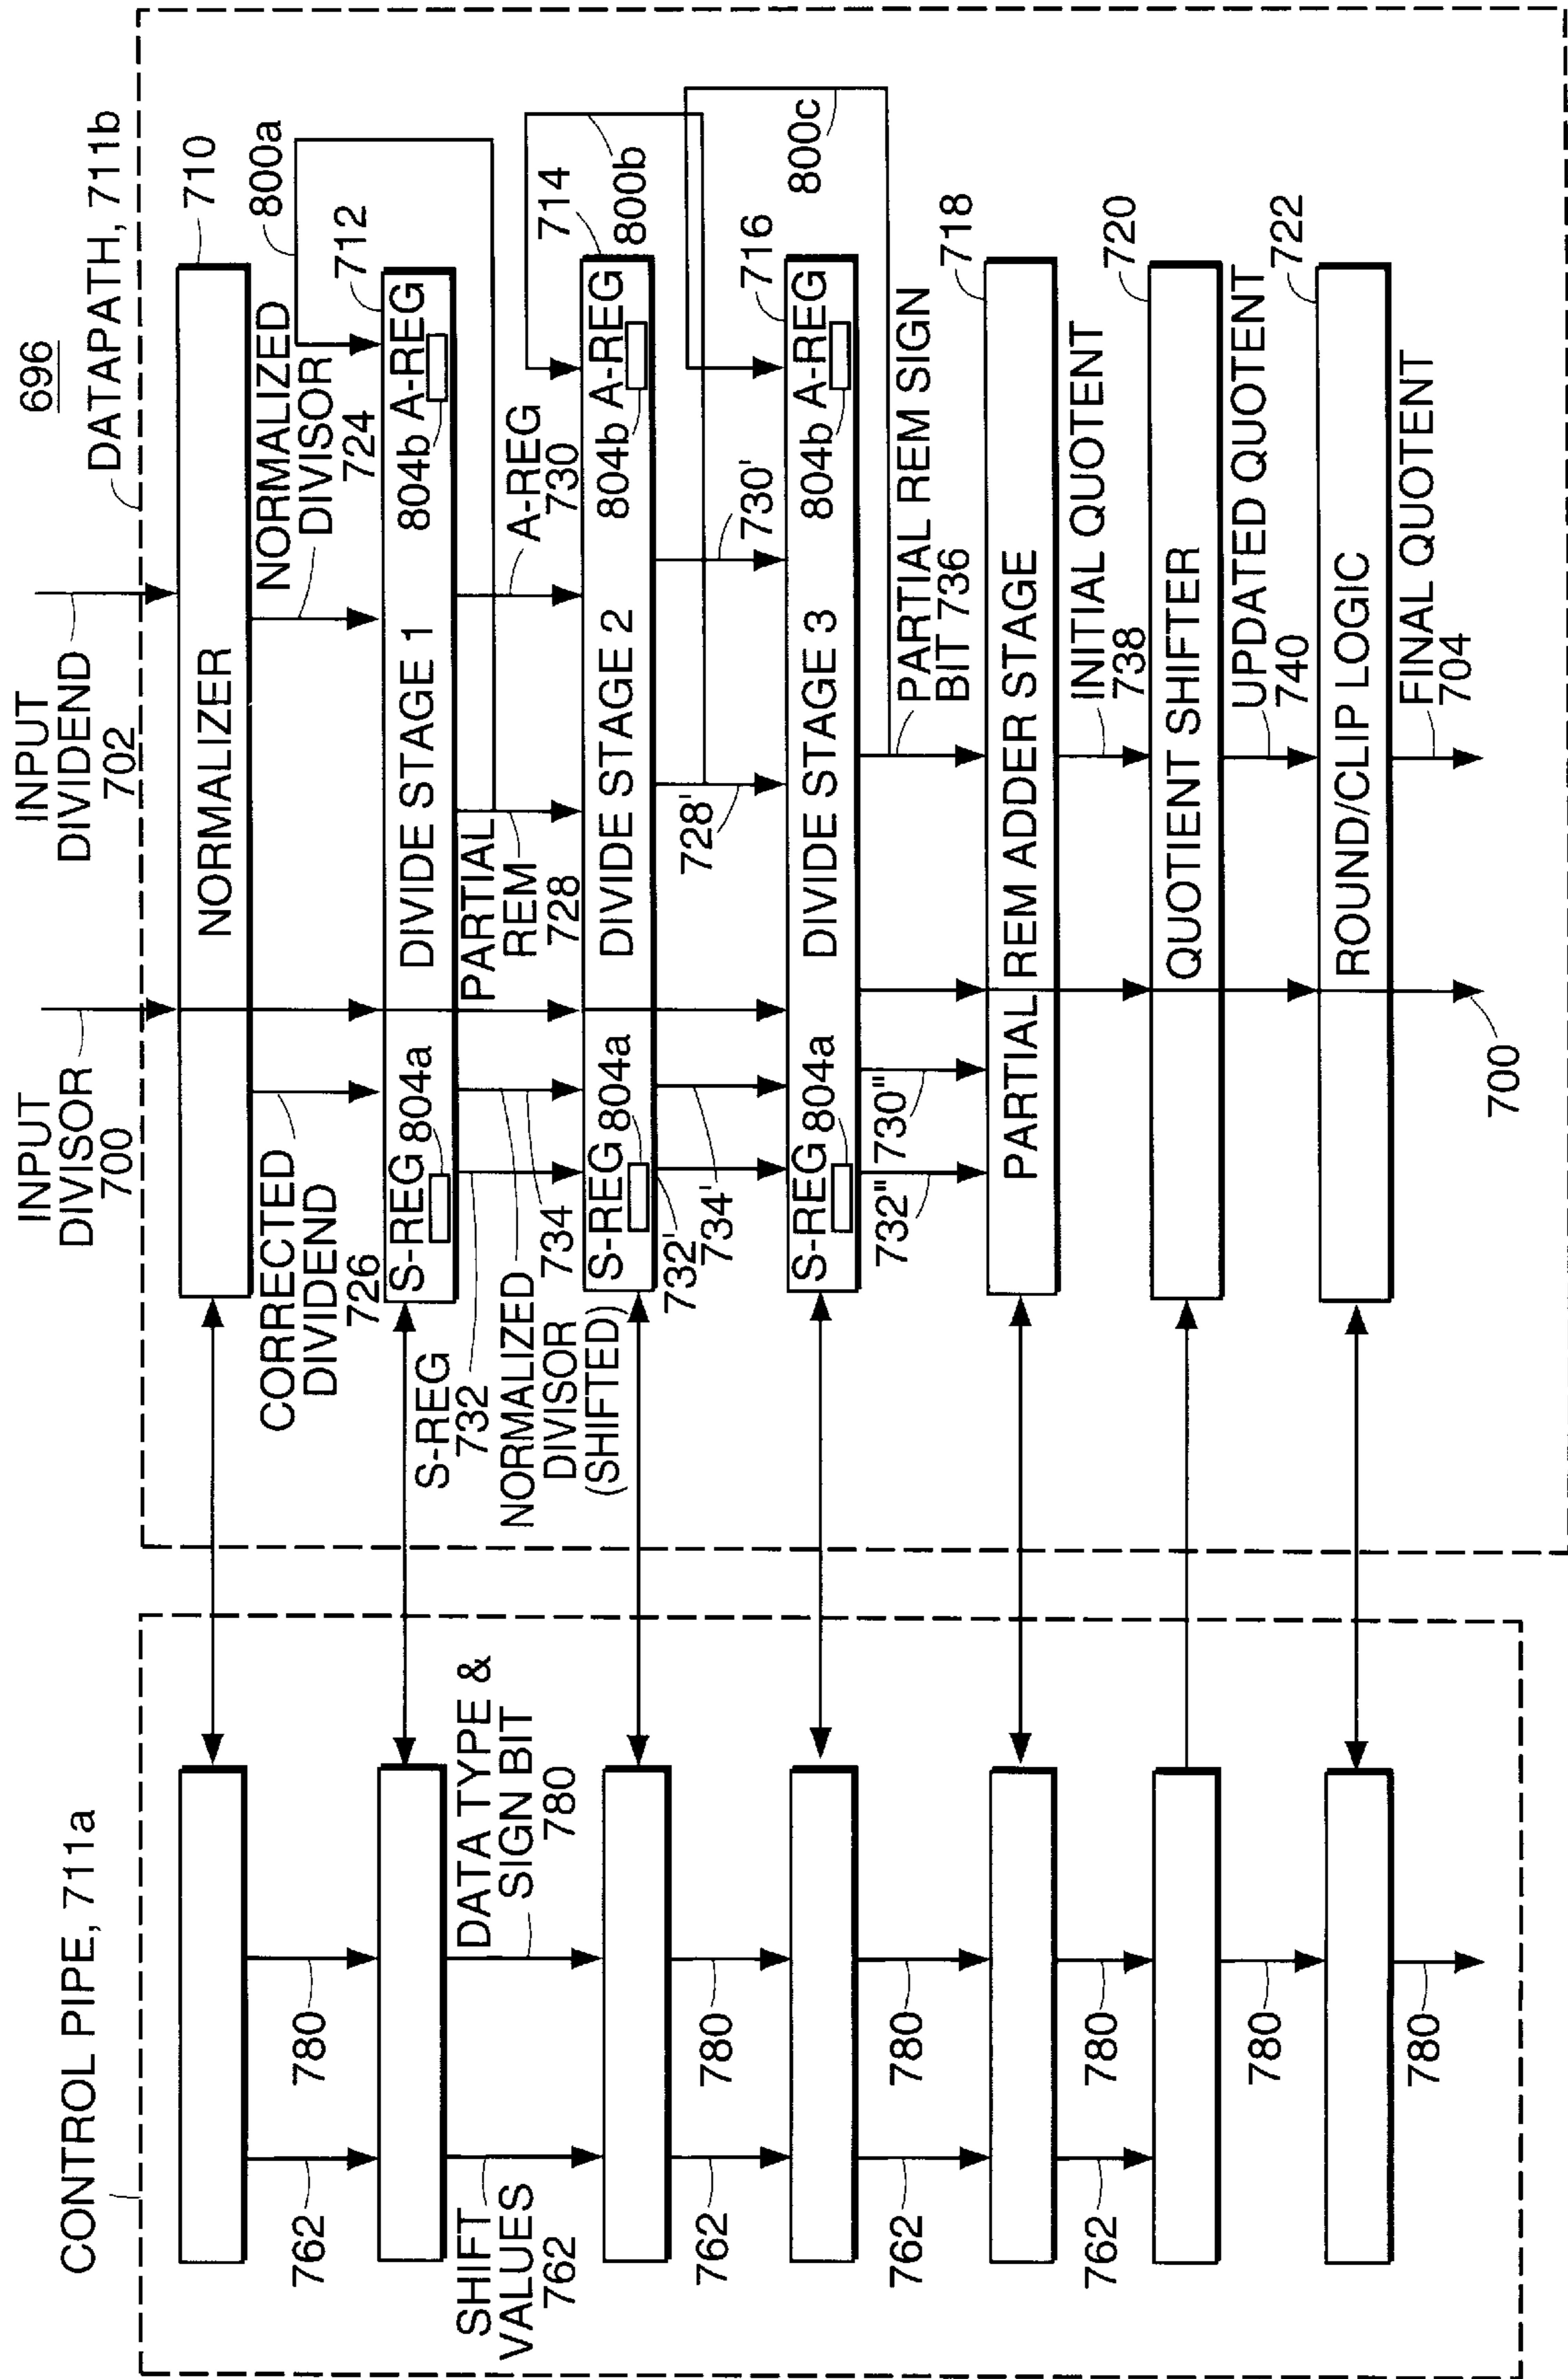 696
CONTROL PIPE, 711a
DATAPATH, 711b
INPUT
DIVISOR
700
INPUT
DIVIDEND
702
NORMALIZER
710
762
780
CORRECTED
DIVIDEND
726
NORMALIZED
DIVISOR
724
800a
S-REG
804a
DIVIDE STAGE 1
804b
A-REG
712
SHIFT
VALUES
762
DATA TYPE &
SIGN BIT
780
S-REG
732
NORMALIZED
DIVISOR
(SHIFTED)
734
PARTIAL
REM
728
A-REG
730
S-REG
804a
DIVIDE STAGE 2
804b
A-REG
714
800b
762
780
732'
734'
728'
730'
S-REG
804a
DIVIDE STAGE 3
804b
A-REG
716
800c
762
780
732"
730"
PARTIAL REM SIGN
BIT 736
PARTIAL REM ADDER STAGE
718
762
780
INITIAL QUOTENT
738
QUOTIENT SHIFTER
720
780
UPDATED QUOTENT
740
ROUND/CLIP LOGIC
722
780
700
FINAL QUOTENT
704